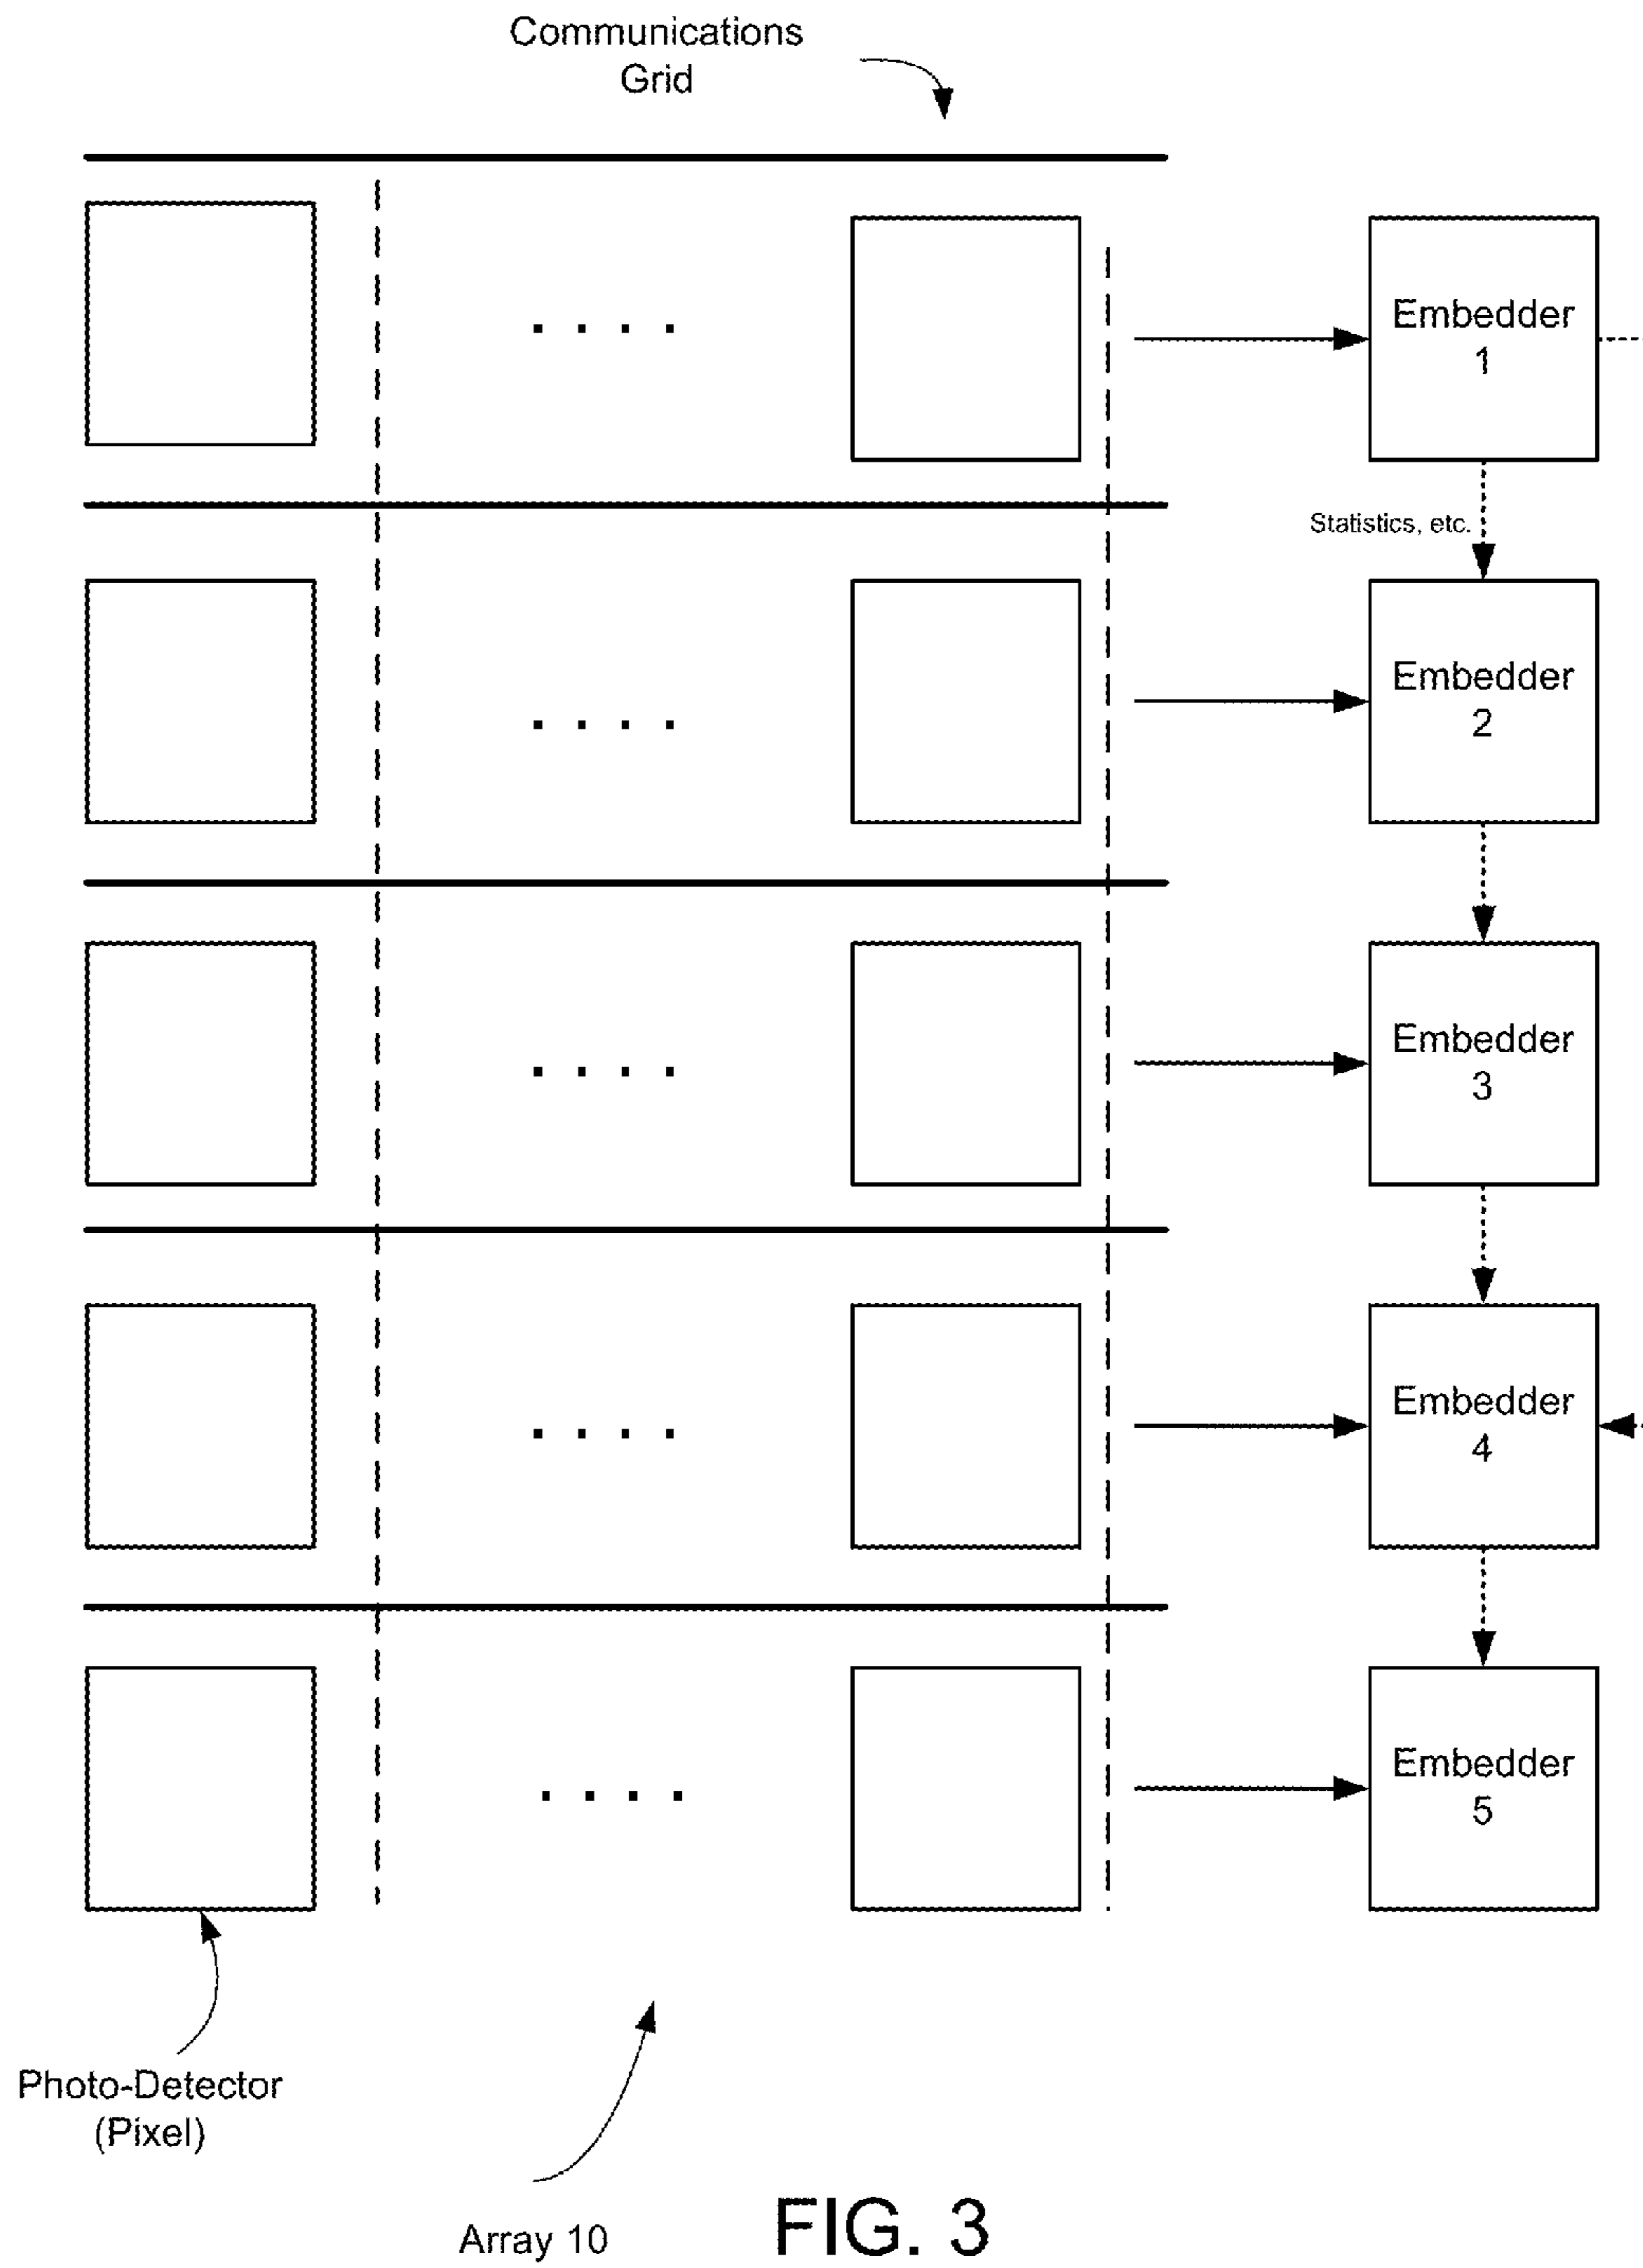 Communications
Grid
Embedder
1
Statistics, etc.
Embedder
2
Embedder
3
Embedder
4
Embedder
5
Photo-Detector
(Pixel)
Array 10
FIG. 3